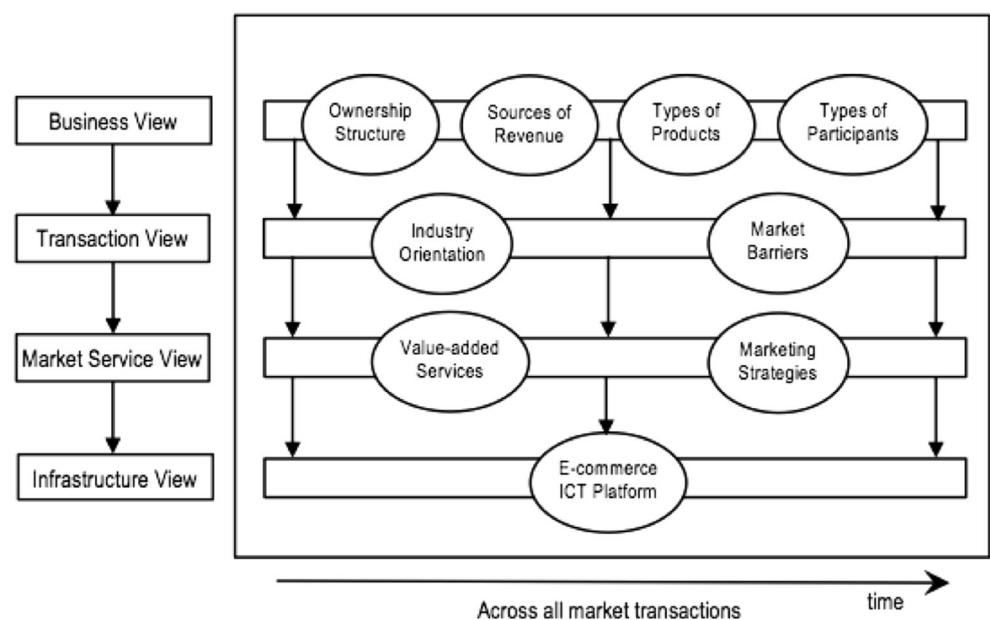 Business View
Ownership
Structure
Sources of
Revenue
Types of
Products
Types of
Participants
Transaction View
Industry
Orientation
Market
Barriers
Market Service View
Value-added
Services
Marketing
Strategies
Infrastructure View
E-commerce
ICT Platform
Across all market transactions
time